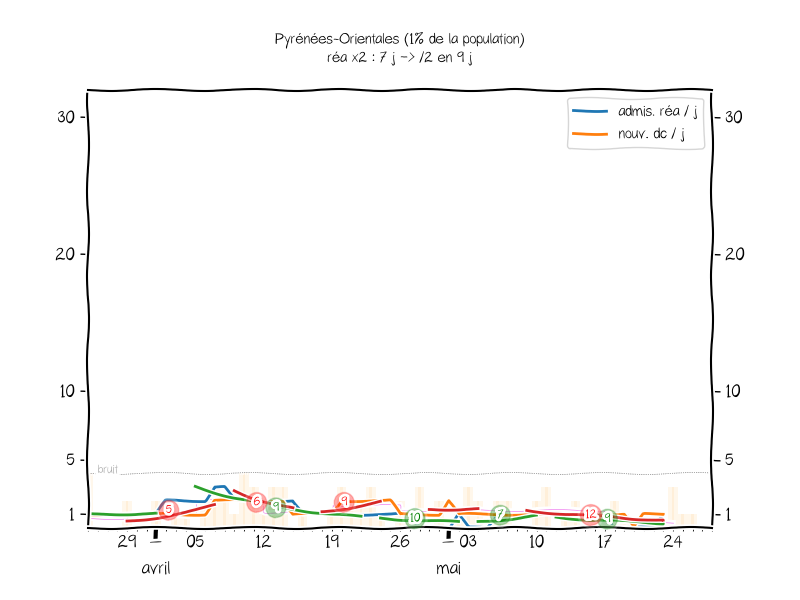 Pyrénées-Orientales (1% de la population)
réa x2 : 7 j -> /2 en 9 j
admis. réa / j
nouv. dc / j
30 30
20 20
10 10
5 5
bruit
1 1
5 6 9 9 10 7 12 9
29 05 12 19 26 03 10 17 24
avril mai